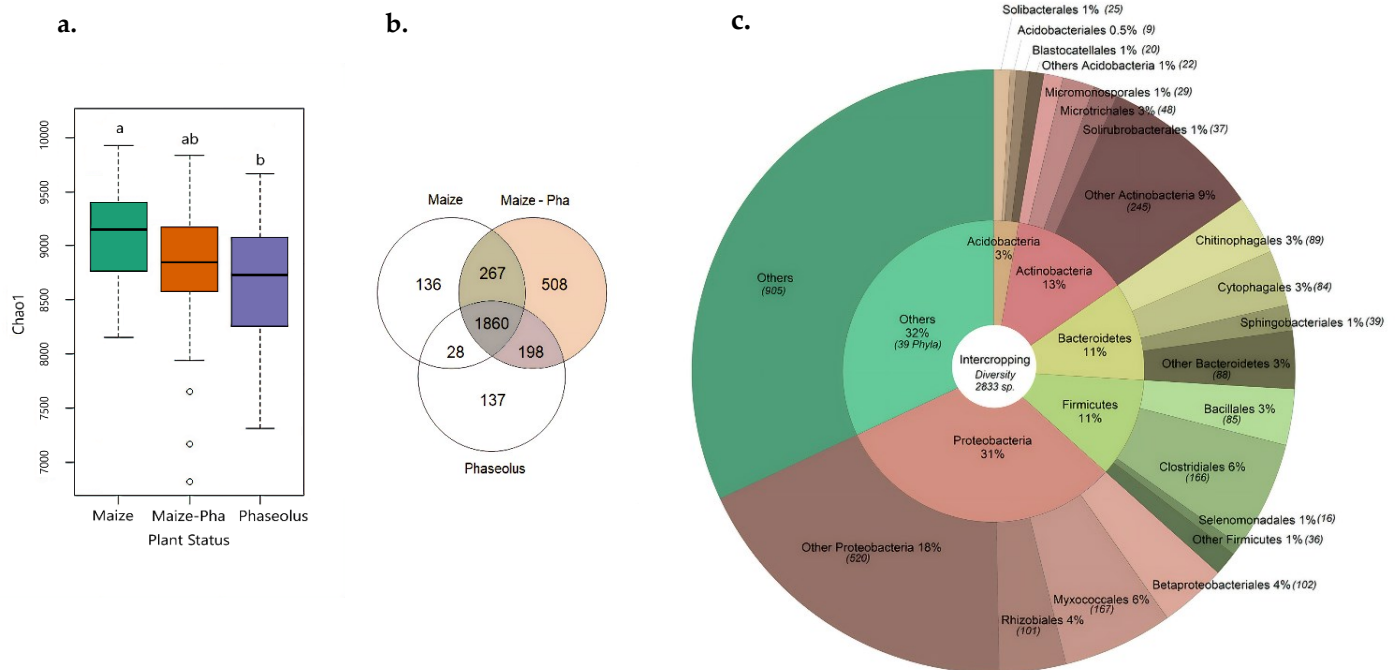 a.
10000
9500
9000
8500
8000
7500
7000
Chao1
a
ab
b
Maize
Maize-Pha
Phaseolus
Plant Status
b.
Maize
Maize - Pha
136
267
508
1860
28
198
137
Phaseolus
c.
Solibacterales 1% (25)
Acidobacteriales 0.5% (9)
Blastocatellales 1% (20)
Others Acidobacteria 1% (22)
Micromonosporales 1% (29)
Microtrichales 3% (48)
Solirubrobacterales 1% (37)
Other Actinobacteria 9%
(245)
Chitinophagales 3% (89)
Cytophagales 3% (84)
Sphingobacteriales 1% (39)
Other Bacteroidetes 3%
(88)
Bacillales 3%
(85)
Clostridiales 6%
(166)
Selenomonadales 1% (16)
Other Firmicutes 1% (36)
Betaproteobacteriales 4% (102)
Myxococcales 6%
(167)
Rhizobiales 4%
(101)
Other Proteobacteria 18%
(520)
Others
(905)
Acidobacteria
3%
Actinobacteria
13%
Bacteroidetes
11%
Firmicutes
11%
Proteobacteria
31%
Others
32%
(39 Phyla)
Intercropping
Diversity
2833 sp.